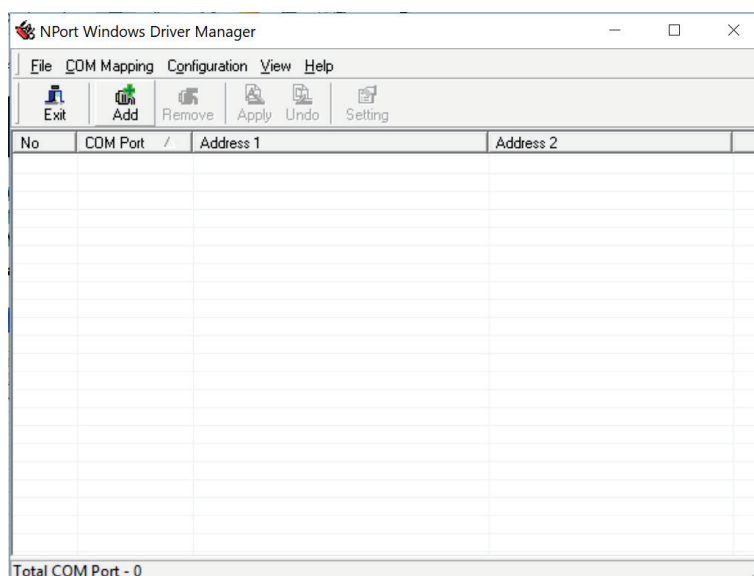 NPort Windows Driver Manager
File COM Mapping Configuration View Help
Exit Add Remove Apply Undo Setting
No COM Port / Address 1 Address 2
Total COM Port - 0